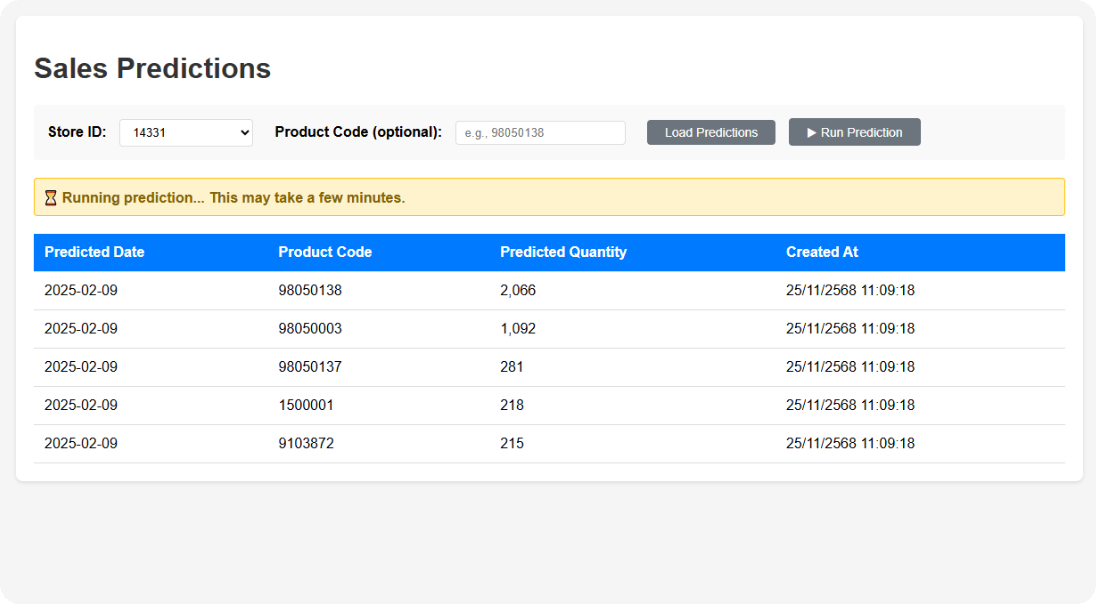 Sales Predictions
Store ID: 14331 Product Code (optional): e.g., 98050138 Load Predictions ▶ Run Prediction
⏳ Running prediction... This may take a few minutes.
Predicted Date Product Code Predicted Quantity Created At
2025-02-09 98050138 2,066 25/11/2568 11:09:18
2025-02-09 98050003 1,092 25/11/2568 11:09:18
2025-02-09 98050137 281 25/11/2568 11:09:18
2025-02-09 1500001 218 25/11/2568 11:09:18
2025-02-09 9103872 215 25/11/2568 11:09:18